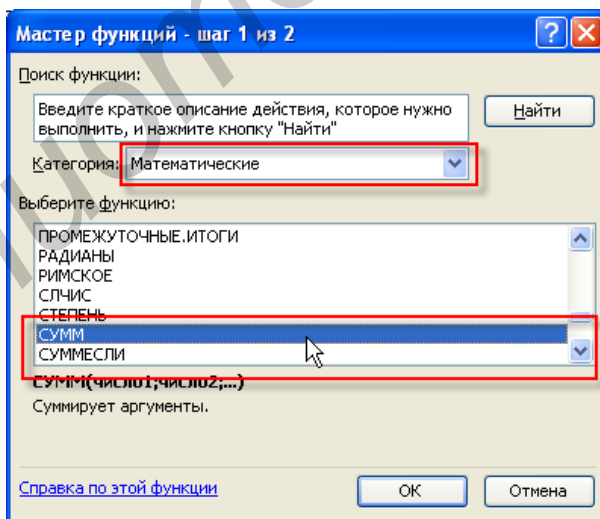 Мастер функций - шаг 1 из 2
Поиск функции:
Введите краткое описание действия, которое нужно
выполнить, и нажмите кнопку "Найти"
Найти
Категория: Математические
Выберите функцию:
ПРОМЕЖУТОЧНЫЕ.ИТОГИ
РАДИАНЫ
РИМСКОЕ
СЛЧИС
СТЕПЕНЬ
СУММ
СУММЕСЛИ
СУММ(число1;число2;...)
Суммирует аргументы.
Справка по этой функции
ОК
Отмена